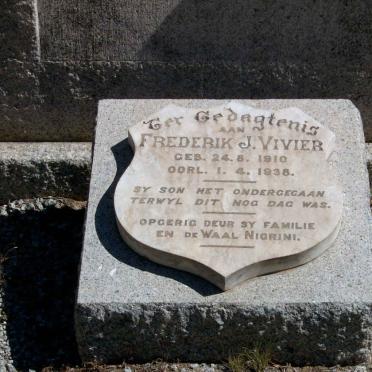 Ter Gedagtenis
AAN
FREDERIK J. VIVIER
GEB. 24. 8. 1910
OORL. 1. 4. 1938.
SY SON HET ONDERGEGAAN
TERWYL DIT NOG DAG WAS.
OPGERIG DEUR SY FAMILIE
EN DE WAAL NIGRINI.